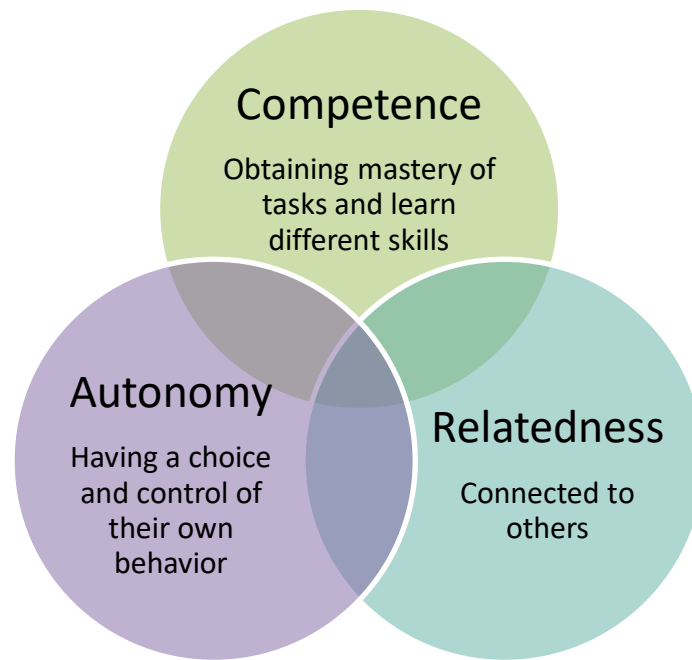 Competence
Obtaining mastery of
tasks and learn
different skills
Autonomy
Having a choice
and control of
their own
behavior
Relatedness
Connected to
others